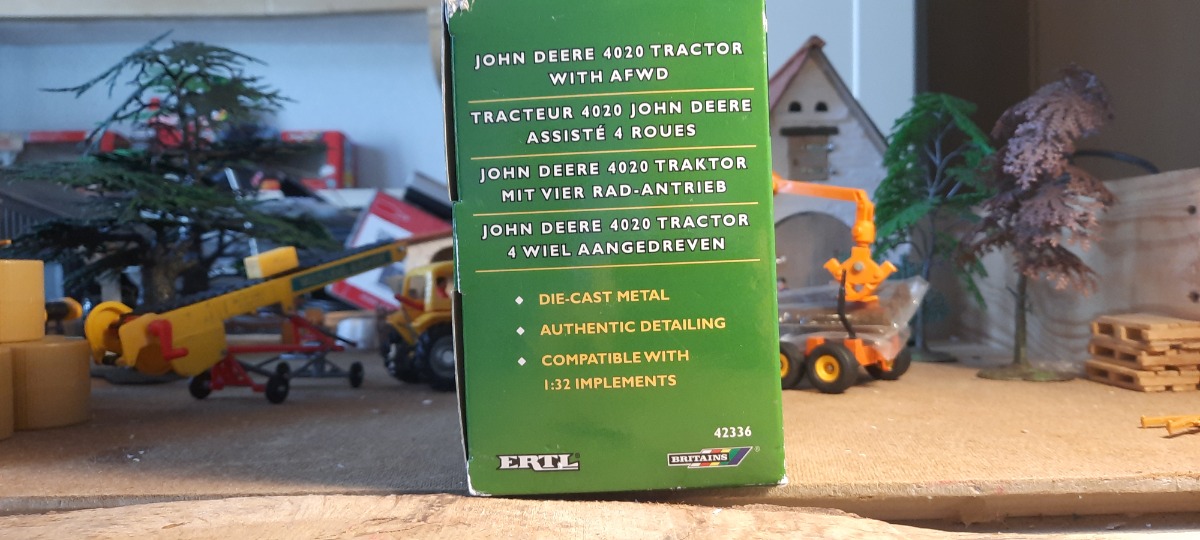 JOHN DEERE 4020 TRACTOR
WITH AFWD
TRACTEUR 4020 JOHN DEERE
ASSISTÉ 4 ROUES
JOHN DEERE 4020 TRAKTOR
MIT VIER RAD-ANTRIEB
JOHN DEERE 4020 TRACTOR
4 WIEL AANGEDREVEN
DIE-CAST METAL
AUTHENTIC DETAILING
COMPATIBLE WITH
1:32 IMPLEMENTS
42336
ERTL®
BRITAINS®